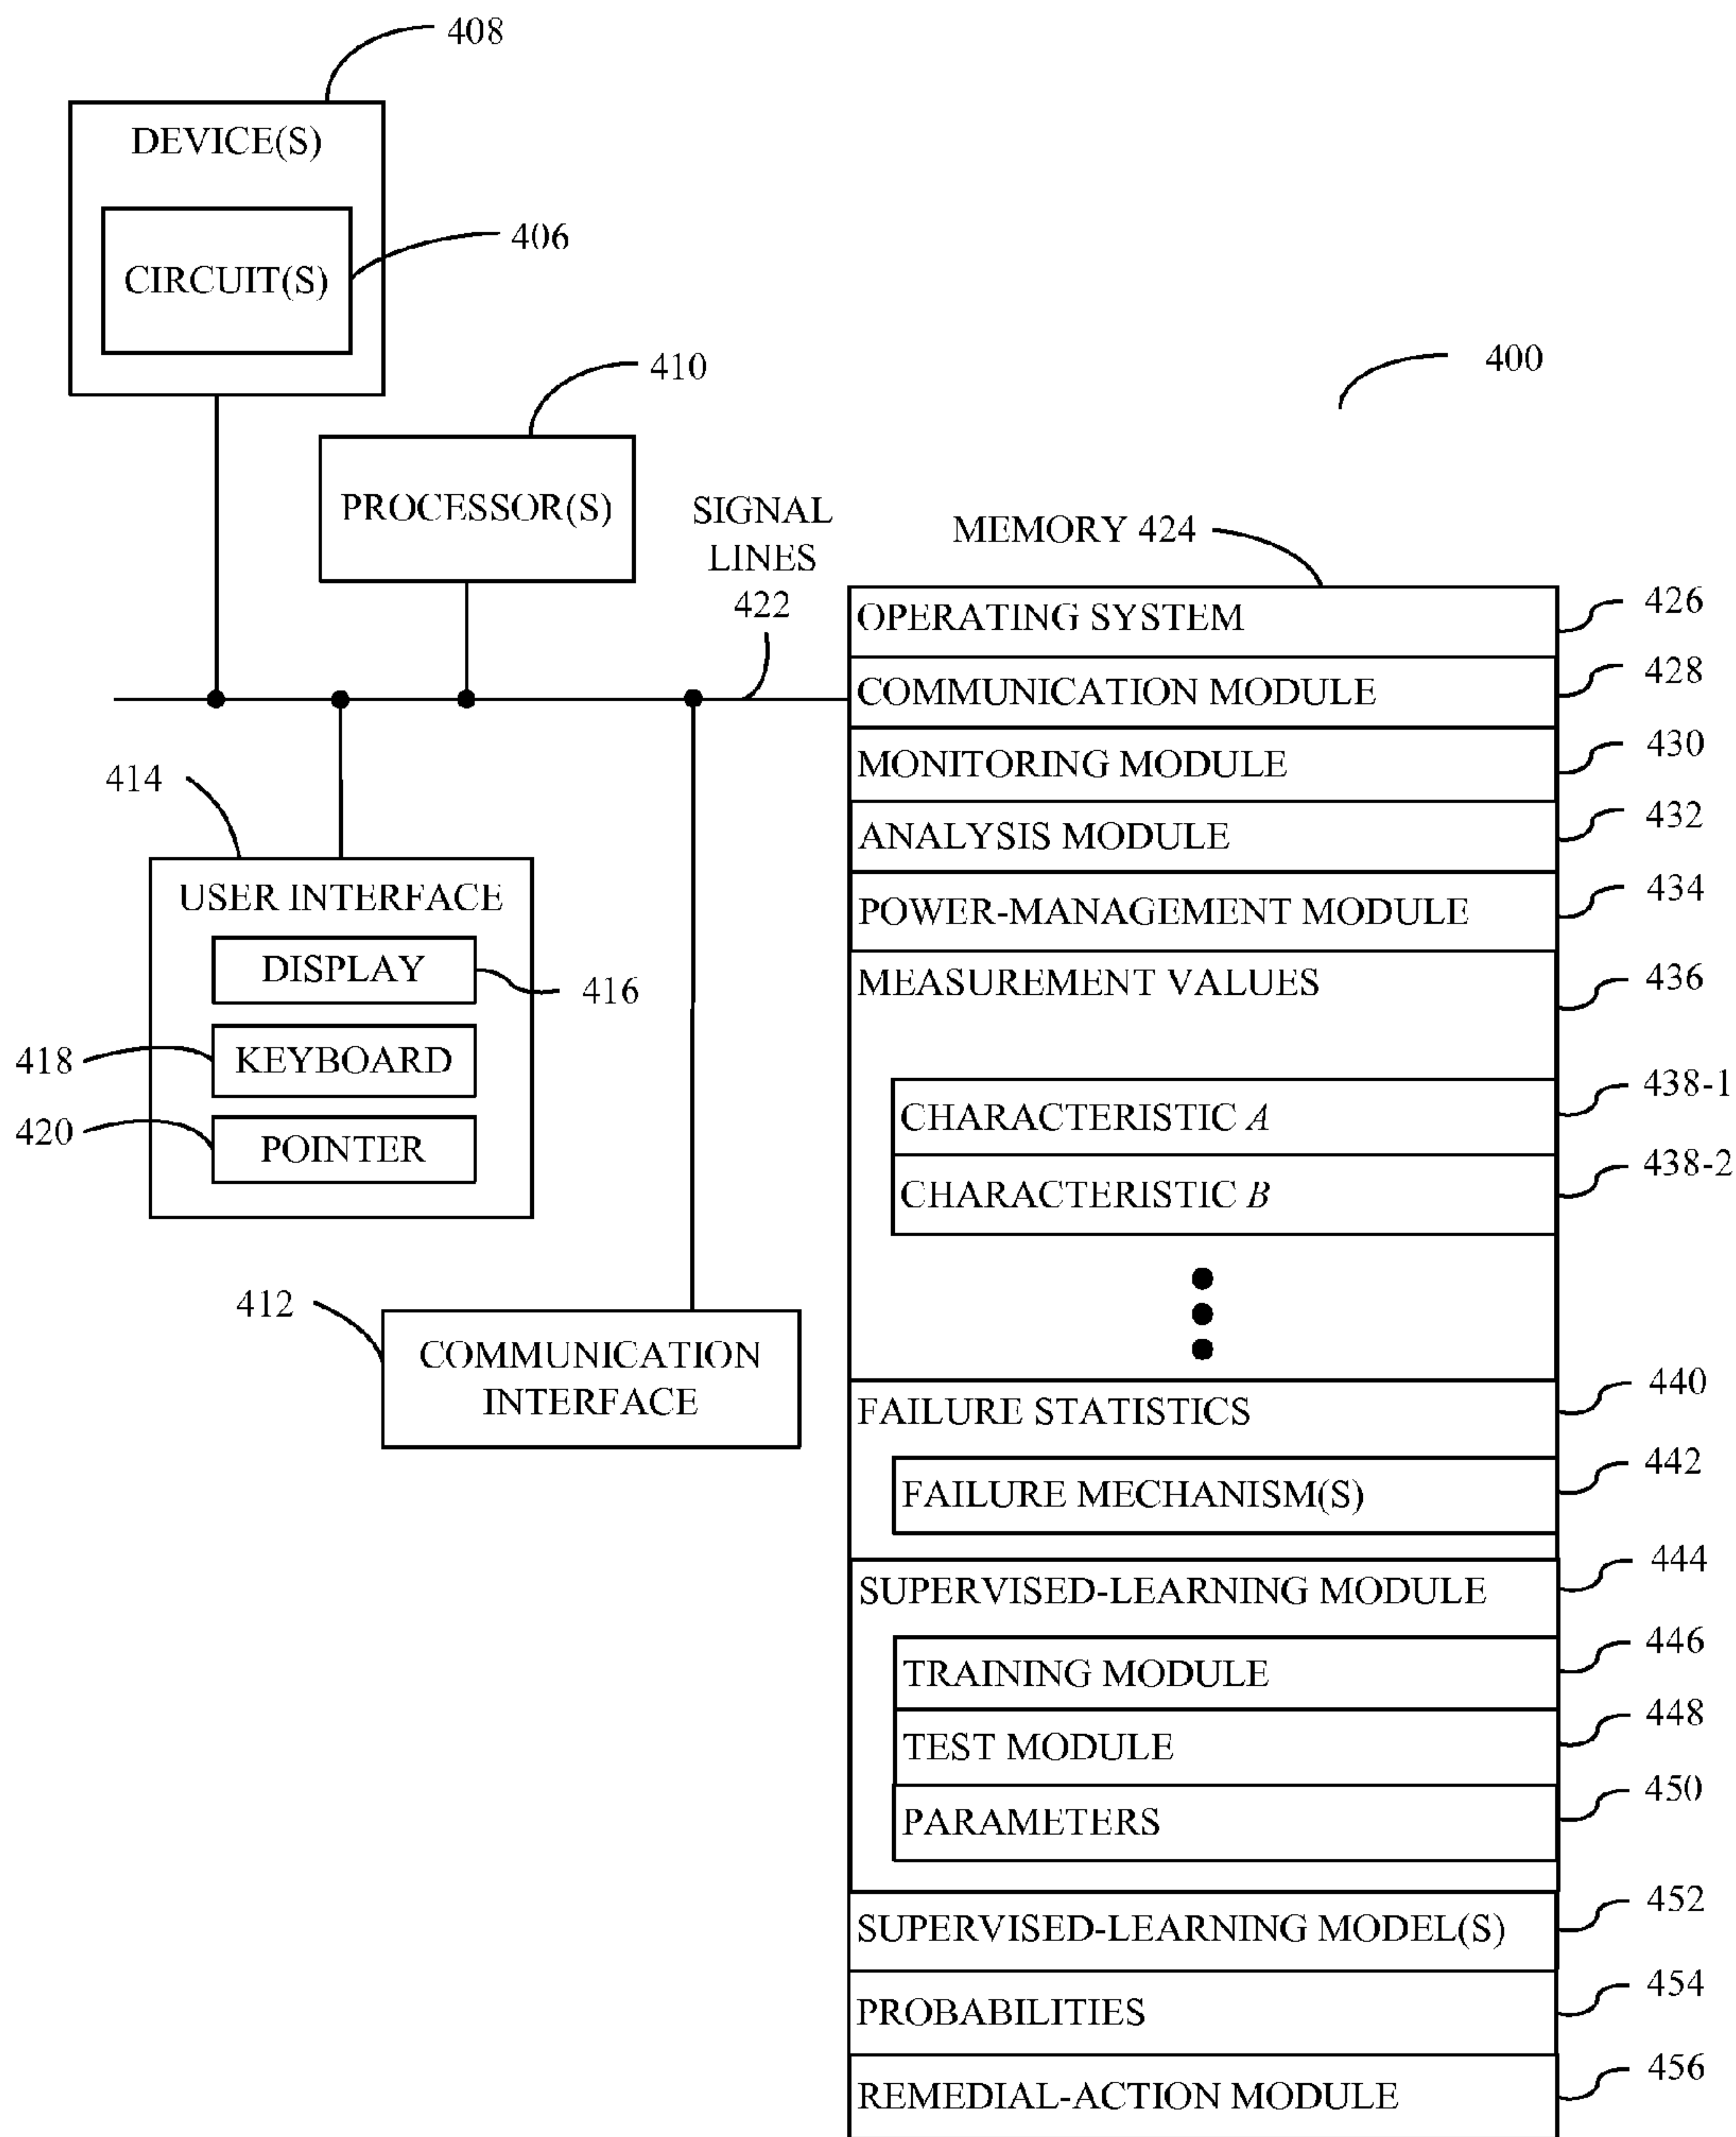 408
DEVICE(S)
406
CIRCUIT(S)
410
400
PROCESSOR(S)
SIGNAL
LINES
422
MEMORY 424
OPERATING SYSTEM
426
COMMUNICATION MODULE
428
MONITORING MODULE
430
ANALYSIS MODULE
432
POWER-MANAGEMENT MODULE
434
MEASUREMENT VALUES
436
CHARACTERISTIC A
438-1
CHARACTERISTIC B
438-2
414
USER INTERFACE
DISPLAY
416
418
KEYBOARD
420
POINTER
412
COMMUNICATION
INTERFACE
FAILURE STATISTICS
440
FAILURE MECHANISM(S)
442
SUPERVISED-LEARNING MODULE
444
TRAINING MODULE
446
TEST MODULE
448
PARAMETERS
450
SUPERVISED-LEARNING MODEL(S)
452
PROBABILITIES
454
REMEDIAL-ACTION MODULE
456